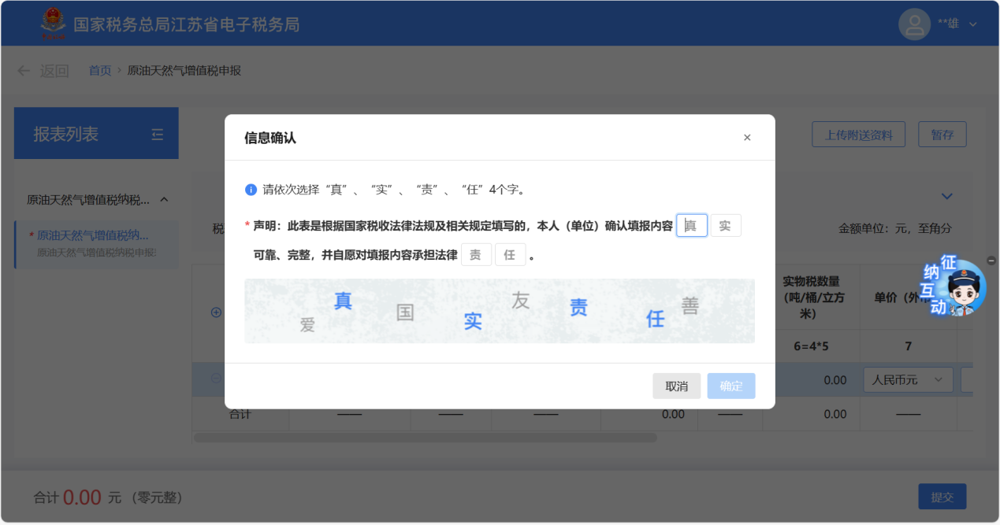 国家税务总局江苏省电子税务局
**雄
返回 首页 › 原油天然气增值税申报
报表列表
上传附送资料 暂存
原油天然气增值税纳税...
* 原油天然气增值税纳...
原油天然气增值税纳税申报
税
金额单位：元，至角分
信息确认
请依次选择“真”、“实”、“责”、“任”4个字。
* 声明：此表是根据国家税收法律法规及相关规定填写的，本人（单位）确认填报内容 真 实
可靠、完整，并自愿对填报内容承担法律 责 任 。
爱 真 国 实 友 责 任 善
取消 确定
实物税数量
（吨/桶/立方
米）
单价（外币
6=4*5 7
0.00 人民币元
合计 —— —— —— 0.00 —— 0.00 ——
征纳互动
合计 0.00 元 （零元整）
提交